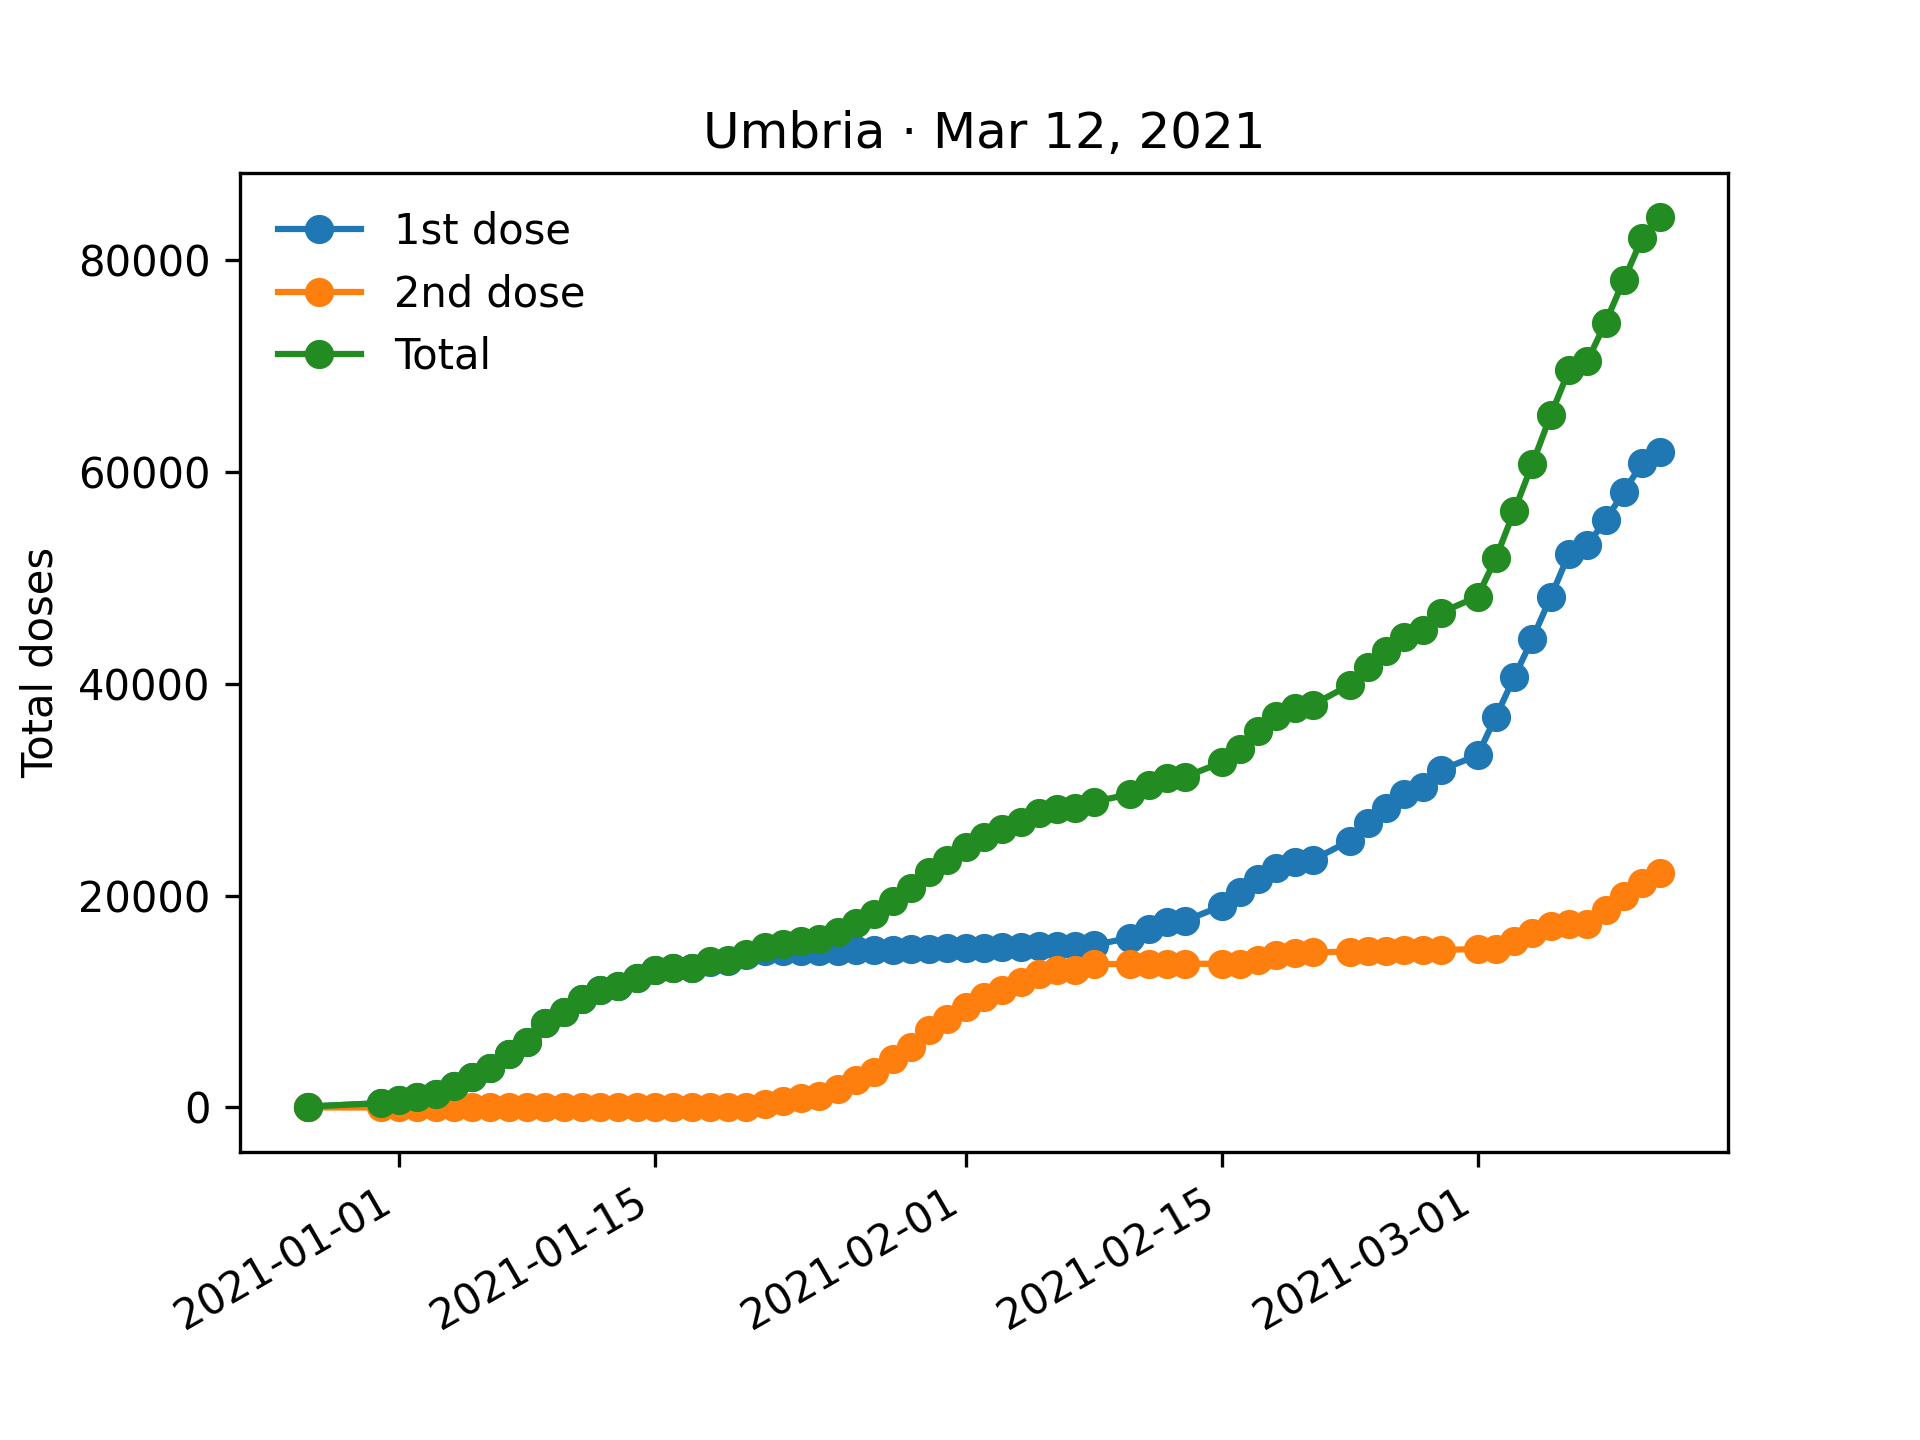 Umbria · Mar 12, 2021
1st dose
2nd dose
Total
Total doses
80000
60000
40000
20000
0
2021-01-01
2021-01-15
2021-02-01
2021-02-15
2021-03-01